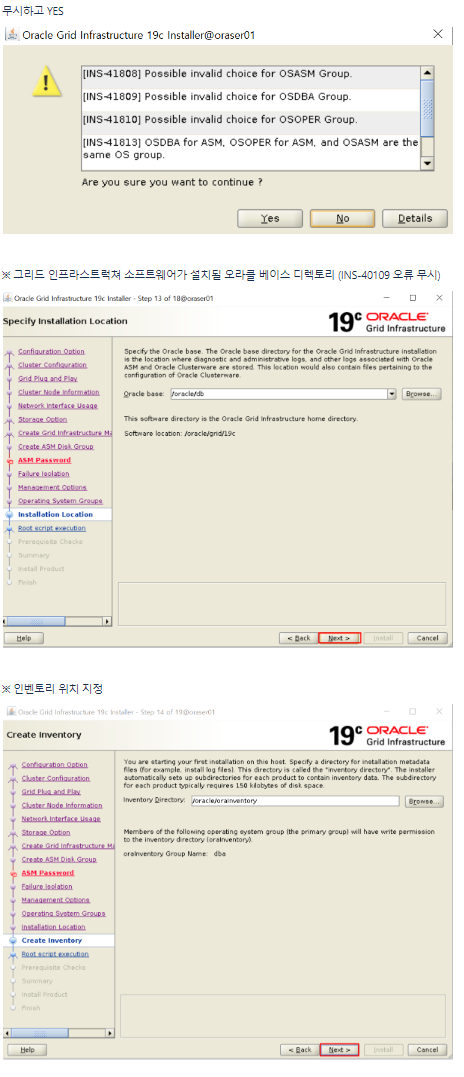 무시하고 YES
Oracle Grid Infrastructure 19c Installer@oraser01
[INS-41808] Possible invalid choice for OSASM Group.
[INS-41809] Possible invalid choice for OSDBA Group.
[INS-41810] Possible invalid choice for OSOPER Group.
[INS-41813] OSDBA for ASM, OSOPER for ASM, and OSASM are the
same OS group.
Are you sure you want to continue ?
Yes No Details
※ 그리드 인프라스트럭쳐 소프트웨어가 설치될 오라클 베이스 디렉토리 (INS-40109 오류 무시)
Oracle Grid Infrastructure 19c Installer - Step 13 of 18@oraser01
Specify Installation Location
19c ORACLE
Grid Infrastructure
Configuration Option
Cluster Configuration
Grid Plug and Play
Cluster Node Information
Network Interface Usage
Storage Option
Create Grid Infrastructure Ma
Create ASM Disk Group
ASM Password
Failure Isolation
Management Options
Operating System Groups
Installation Location
Root script execution
Prerequisite Checks
Summary
Install Product
Finish
Specify the Oracle base. The Oracle base directory for the Oracle Grid Infrastructure installation
is the location where diagnostic and administrative logs, and other logs associated with Oracle
ASM and Oracle Clusterware are stored. This location would also contain files pertaining to the
configuration of Oracle Clusterware.
Oracle base: /oracle/db Browse...
This software directory is the Oracle Grid Infrastructure home directory.
Software location: /oracle/grid/19c
Help < Back Next > Install Cancel
※ 인벤토리 위치 지정
Oracle Grid Infrastructure 19c Installer - Step 14 of 19@oraser01
Create Inventory
19c ORACLE
Grid Infrastructure
Configuration Option
Cluster Configuration
Grid Plug and Play
Cluster Node Information
Network Interface Usage
Storage Option
Create Grid Infrastructure Ma
Create ASM Disk Group
ASM Password
Failure Isolation
Management Options
Operating System Groups
Installation Location
Create Inventory
Root script execution
Prerequisite Checks
Summary
Install Product
Finish
You are starting your first installation on this host. Specify a directory for installation metadata
files (for example, install log files). This directory is called the "inventory directory". The installer
automatically sets up subdirectories for each product to contain inventory data. The subdirectory
for each product typically requires 150 kilobytes of disk space.
Inventory Directory: /oracle/oraInventory Browse...
Members of the following operating system group (the primary group) will have write permission
to the inventory directory (oraInventory).
oraInventory Group Name: dba
Help < Back Next > Install Cancel